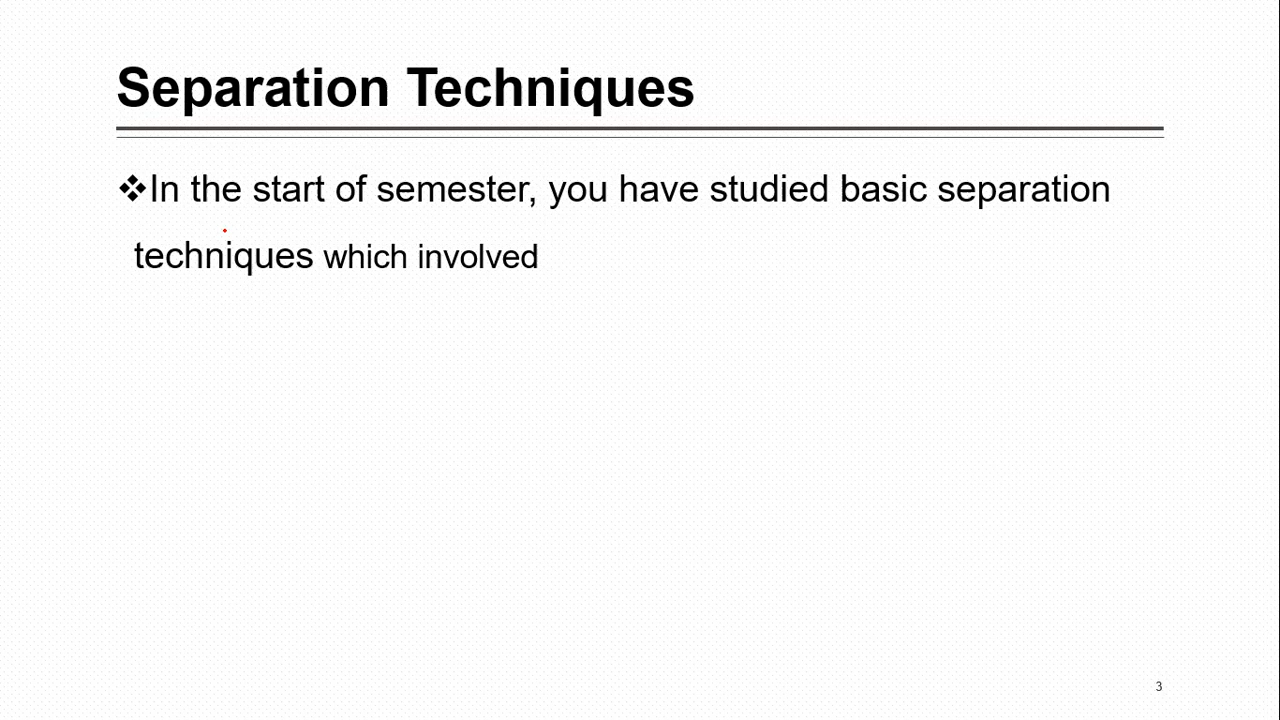 Separation Techniques
❖In the start of semester, you have studied basic separation
techniques which involved
3